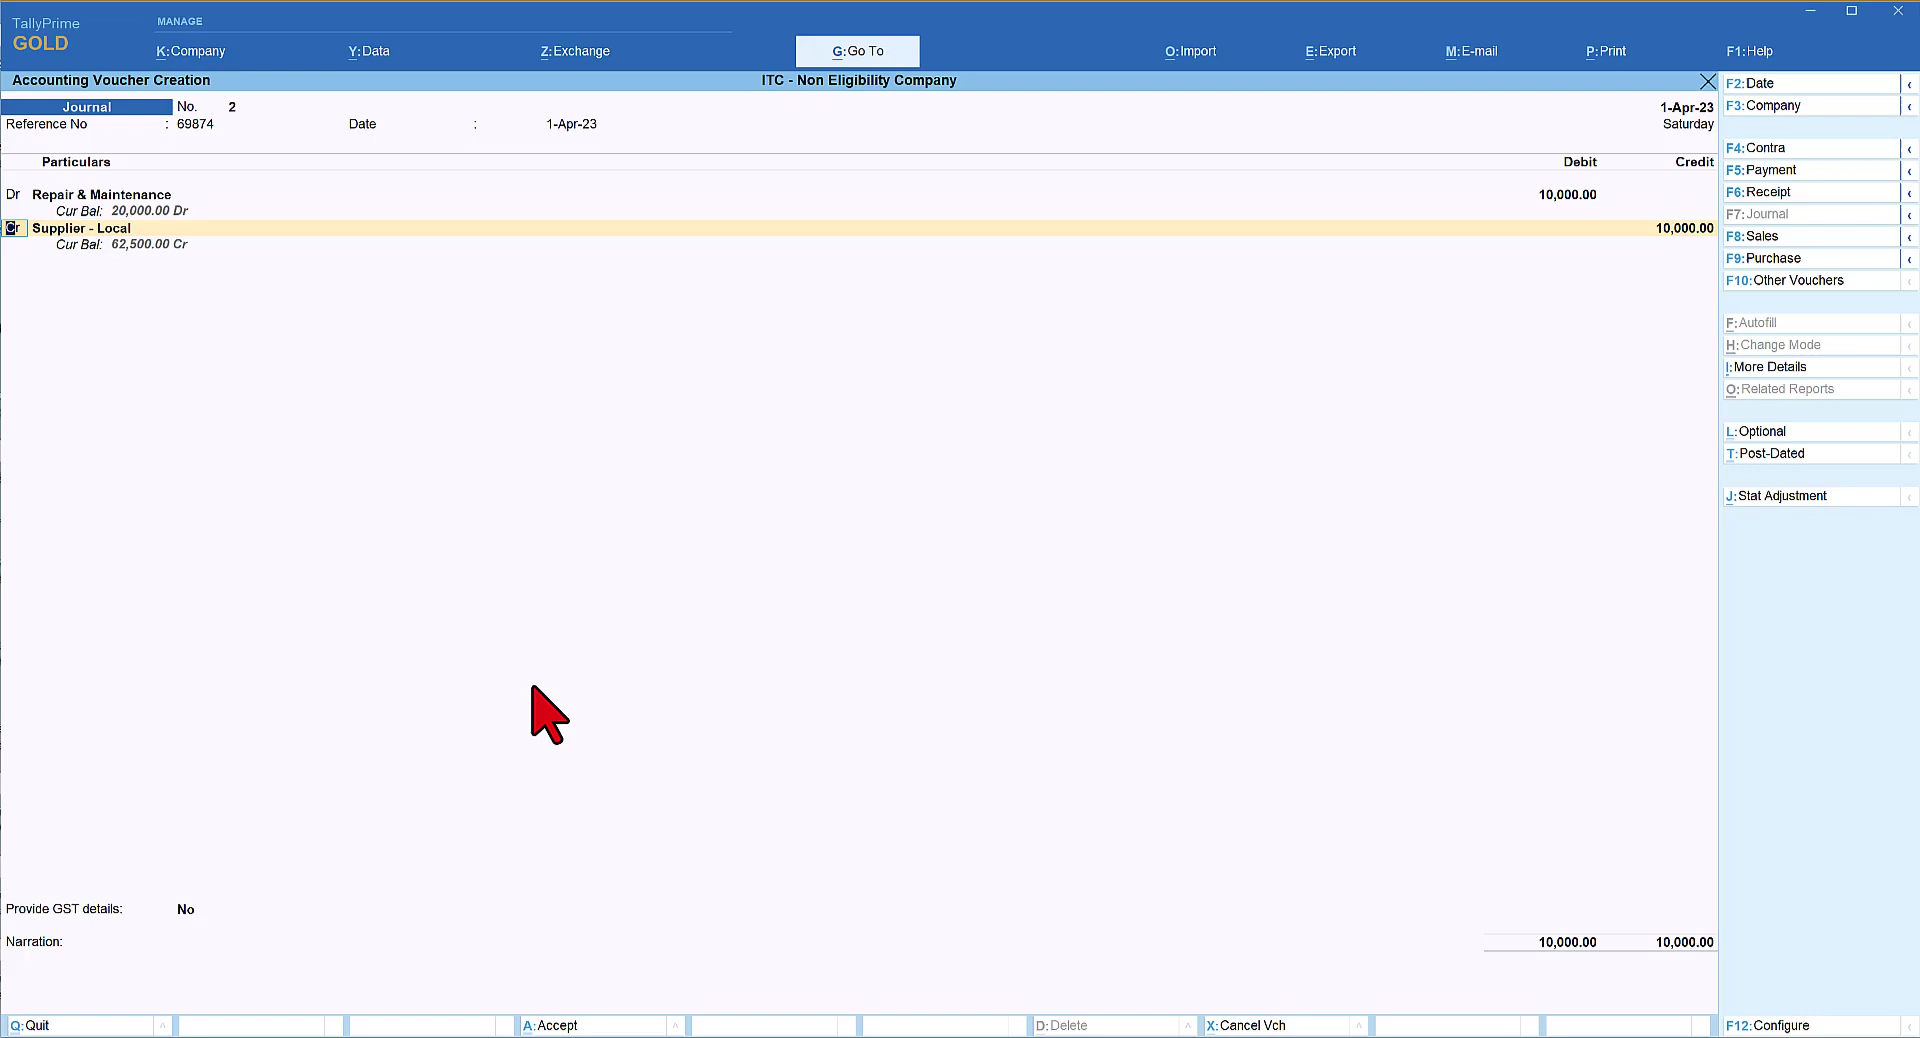 TallyPrime
GOLD
MANAGE
K:Company Y:Data Z:Exchange G:Go To O:Import E:Export M:E-mail P:Print F1:Help
Accounting Voucher Creation ITC - Non Eligibility Company
Journal No. 2 1-Apr-23
Reference No : 69874 Date : 1-Apr-23 Saturday
Particulars Debit Credit
Dr Repair & Maintenance 10,000.00
Cur Bal: 20,000.00 Dr
Cr Supplier - Local 10,000.00
Cur Bal: 62,500.00 Cr
Provide GST details: No
Narration: 10,000.00 10,000.00
F2:Date
F3:Company
F4:Contra
F5:Payment
F6:Receipt
F7:Journal
F8:Sales
F9:Purchase
F10:Other Vouchers
F:Autofill
H:Change Mode
I:More Details
O:Related Reports
L:Optional
T:Post-Dated
J:Stat Adjustment
Q:Quit A:Accept D:Delete X:Cancel Vch F12:Configure